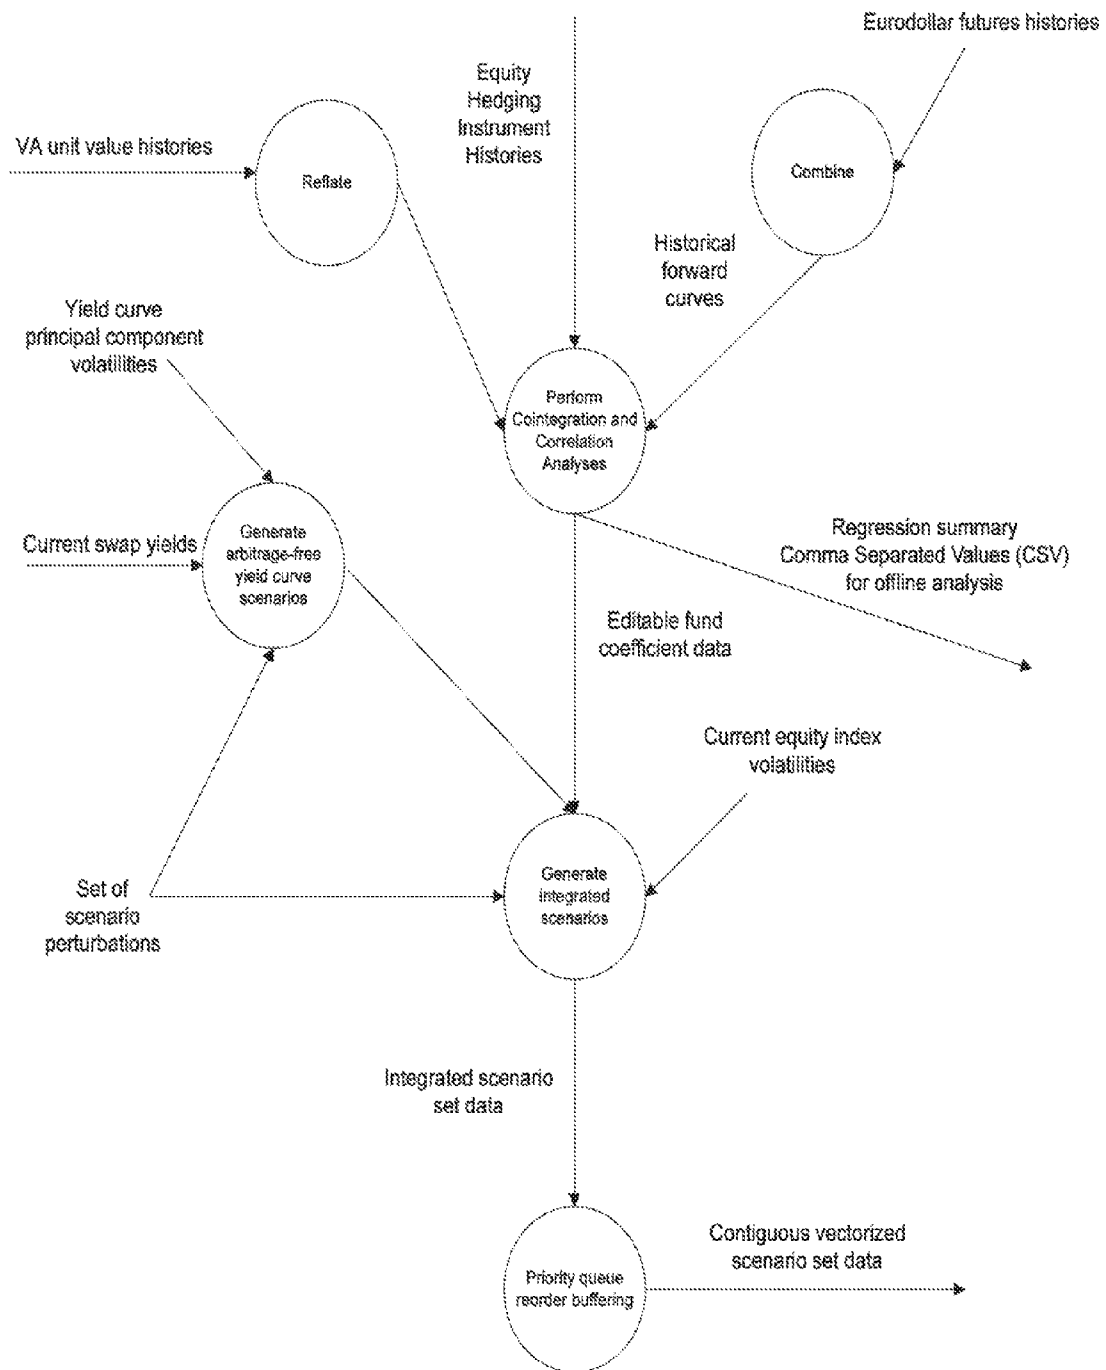 Eurodollar futures histories
Equity
Hedging
Instrument
Histories
VA unit value histories
Reflate
Combine
Historical
forward
curves
Yield curve
principal component
volatilities
Perform
Cointegration and
Correlation
Analyses
Current swap yields
Generate
arbitrage-free
yield curve
scenarios
Regression summary
Comma Separated Values (CSV)
for offline analysis
Editable fund
coefficient data
Current equity index
volatilities
Set of
scenario
perturbations
Generate
integrated
scenarios
Integrated scenario
set data
Contiguous vectorized
scenario set data
Priority queue
reorder buffering